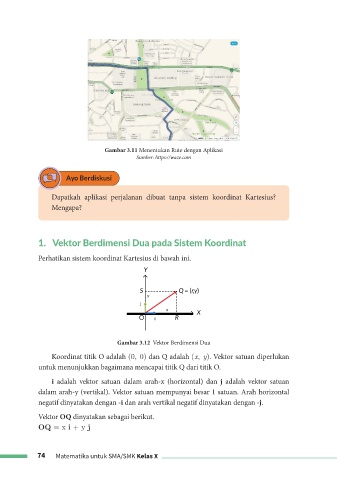 Gambar 3.11 Menentukan Rute dengan Aplikasi
Sumber: https://waze.com
Ayo Berdiskusi
Dapatkah aplikasi perjalanan dibuat tanpa sistem koordinat Kartesius?
Mengapa?
1. Vektor Berdimensi Dua pada Sistem Koordinat
Perhatikan sistem koordinat Kartesius di bawah ini.
Y
S
Q = (x,y)
y
j
X
O
x
R
Gambar 3.12 Vektor Berdimensi Dua
Koordinat titik O adalah (0, 0) dan Q adalah (x, y). Vektor satuan diperlukan
untuk menunjukkan bagaimana mencapai titik Q dari titik O.
i adalah vektor satuan dalam arah-x (horizontal) dan j adalah vektor satuan
dalam arah-y (vertikal). Vektor satuan mempunyai besar 1 satuan. Arah horizontal
negatif dinyatakan dengan -i dan arah vertikal negatif dinyatakan dengan -j.
Vektor OQ dinyatakan sebagai berikut.
OQ = x i + y j
74 Matematika untuk SMA/SMK Kelas X